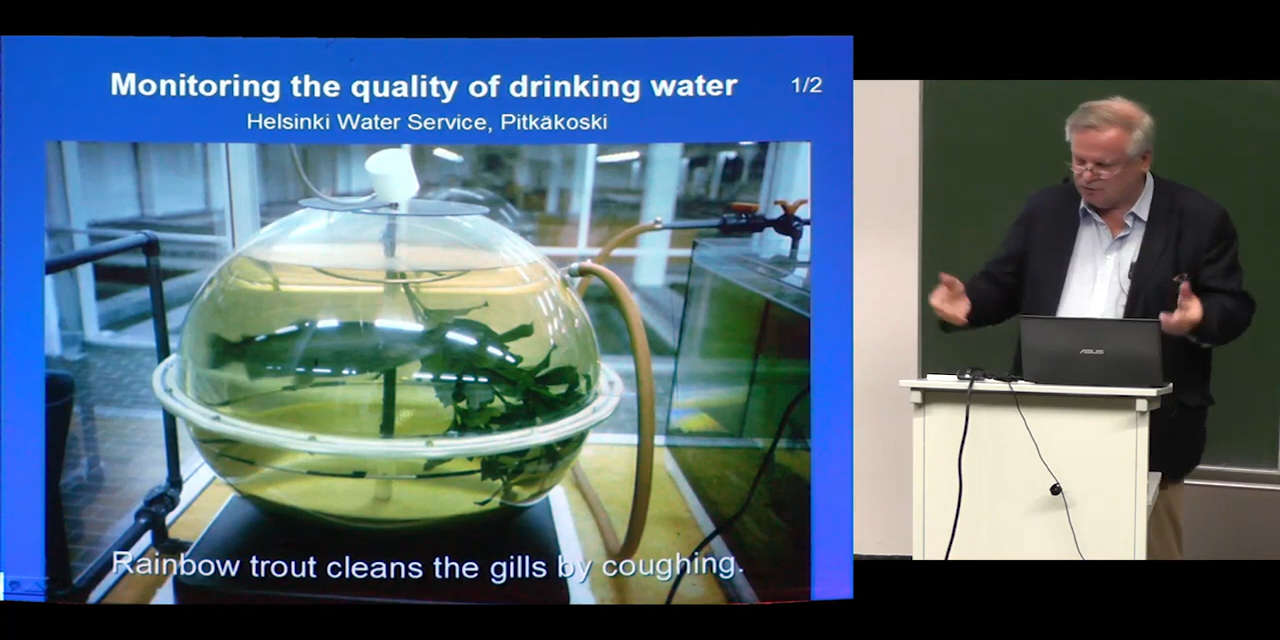 Monitoring the quality of drinking water
1/2
Helsinki Water Service, Pitkäkoski
Rainbow trout cleans the gills by coughing.
ASUS